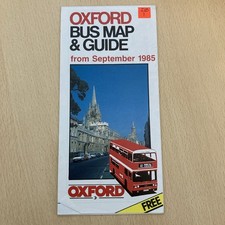 OXFORD
BUS MAP
& GUIDE
from September 1985
OXFORD
FREE